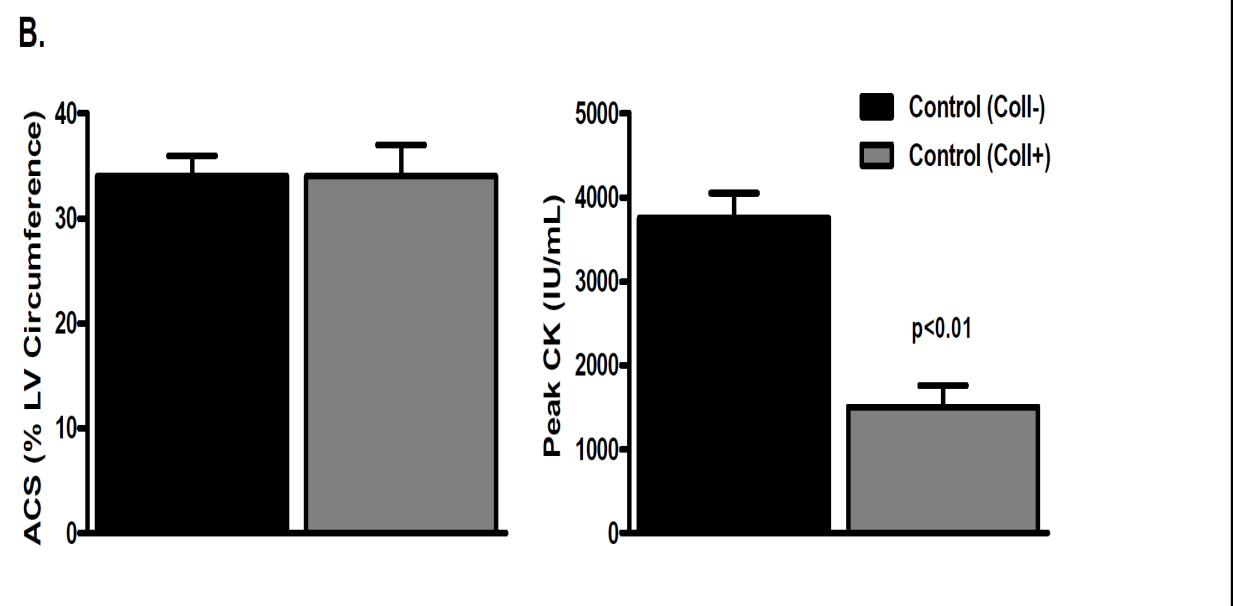 B.
ACS (% LV Circumference)
40
30
20
10
0
Peak CK (IU/mL)
5000
4000
3000
2000
1000
0
Control (Coll-)
Control (Coll+)
p<0.01